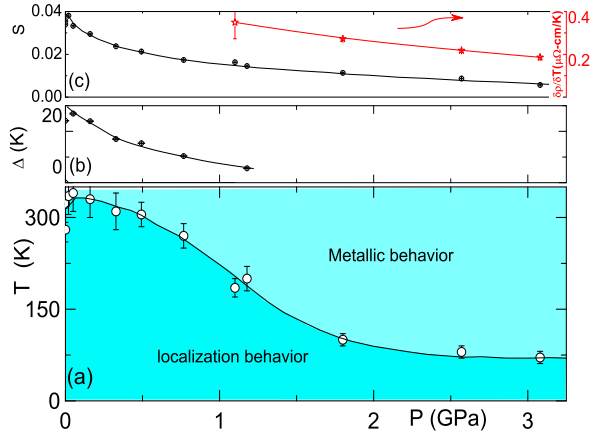 0.04
0.02
0.00
S
(c)
0.4
0.2
δρ/δT(μΩ-cm/K)
20
0
Δ (K)
(b)
300
150
0
T (K)
Metallic behavior
localization behavior
(a)
0 1 2 3
P (GPa)